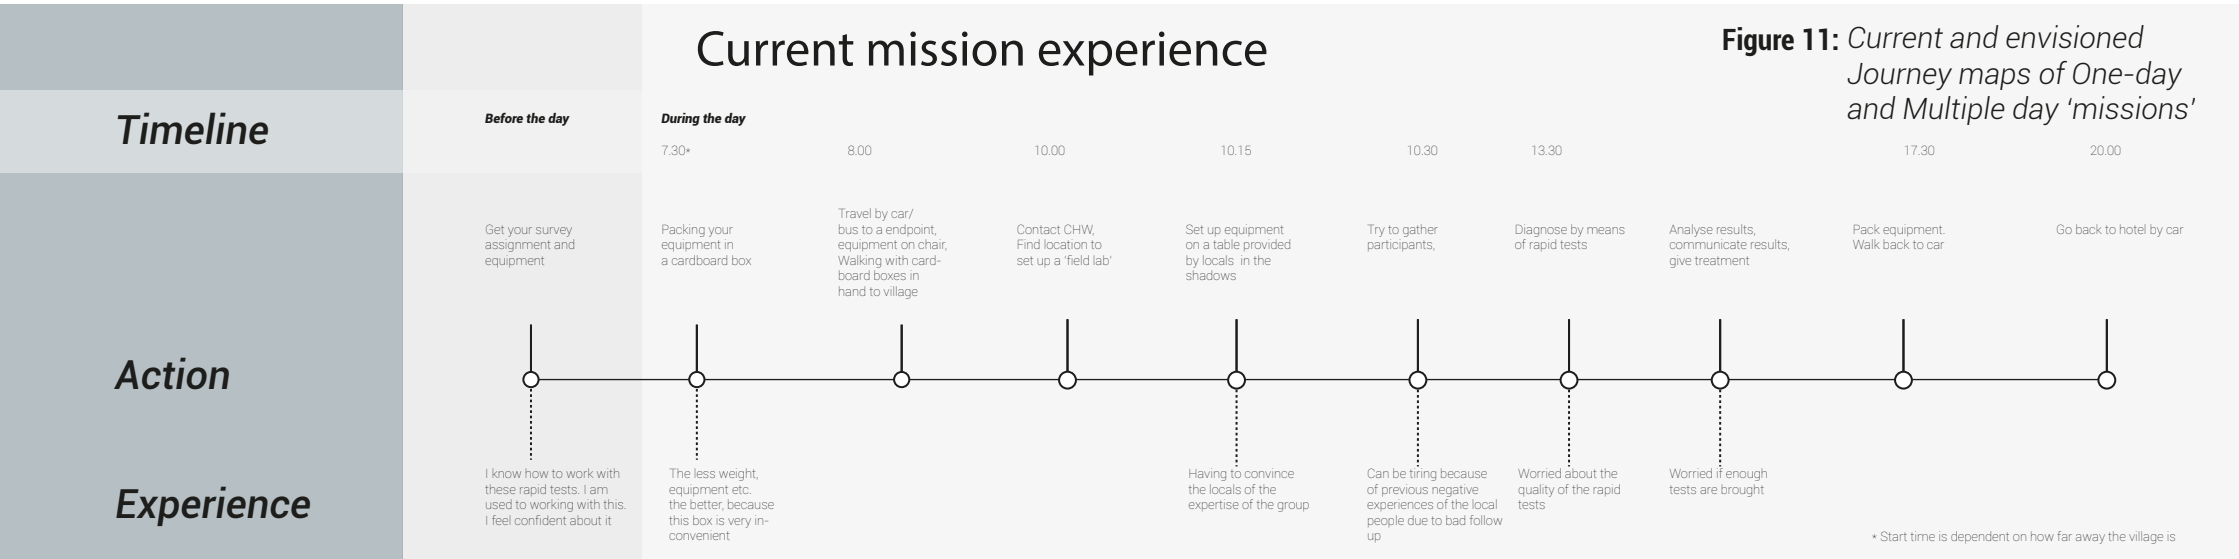 Current mission experience
Figure 11: Current and envisioned
Journey maps of One-day
and Multiple day 'missions'
Timeline
Before the day
During the day
7.30*
8.00
10.00
10.15
10.30
13.30
17.30
20.00
Get your survey
assignment and
equipment
Packing your
equipment in
a cardboard box
Travel by car/
bus to a endpoint,
equipment on chair,
Walking with card-
board boxes in
hand to village
Contact CHW,
Find location to
set up a 'field lab'
Set up equipment
on a table provided
by locals in the
shadows
Try to gather
participants,
Diagnose by means
of rapid tests
Analyse results,
communicate results,
give treatment
Pack equipment.
Walk back to car
Go back to hotel by car
Action
Experience
I know how to work with
these rapid tests. I am
used to working with this.
I feel confident about it
The less weight,
equipment etc.
the better, because
this box is very in-
convenient
Having to convince
the locals of the
expertise of the group
Can be tiring because
of previous negative
experiences of the local
people due to bad follow
up
Worried about the
quality of the rapid
tests
Worried if enough
tests are brought
* Start time is dependent on how far away the village is